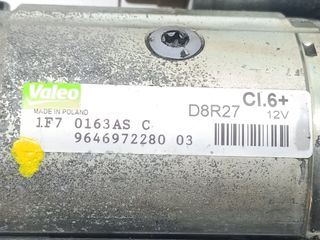 Valeo
MADE IN POLAND
D8R27
Cl.6+
12V
1F7 0163AS C
9646972280 03